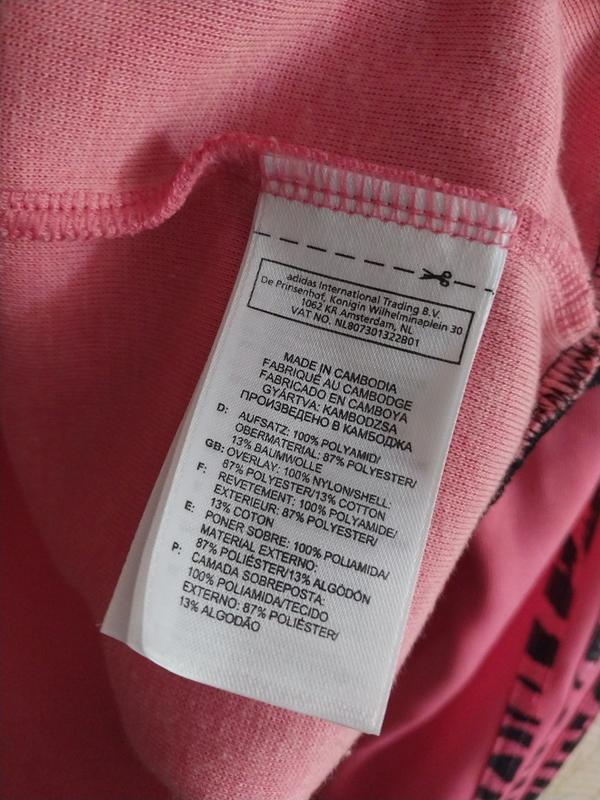 adidas International Trading B.V.
De Prinsenhof, Konigin Wilhelminaplein 30
1062 KR Amsterdam, NL
VAT NO. NL807301322B01
MADE IN CAMBODIA
FABRIQUÉ AU CAMBODGE
FABRICADO EN CAMBOYA
GYÁRTVA: KAMBODZSA
ПРОИЗВЕДЕНО В КАМБОДЖА
D: AUFSATZ: 100% POLYAMID/
OBERMATERIAL: 87% POLYESTER/
13% BAUMWOLLE
GB: OVERLAY: 100% NYLON/SHELL:
87% POLYESTER/13% COTTON
F: REVETEMENT: 100% POLYAMIDE/
EXTERIEUR: 87% POLYESTER/
13% COTON
E: PONER SOBRE: 100% POLIAMIDA/
MATERIAL EXTERNO:
87% POLIÉSTER/13% ALGODÓN
P: CAMADA SOBREPOSTA:
100% POLIAMIDA/TECIDO
EXTERNO: 87% POLIÉSTER/
13% ALGODÃO